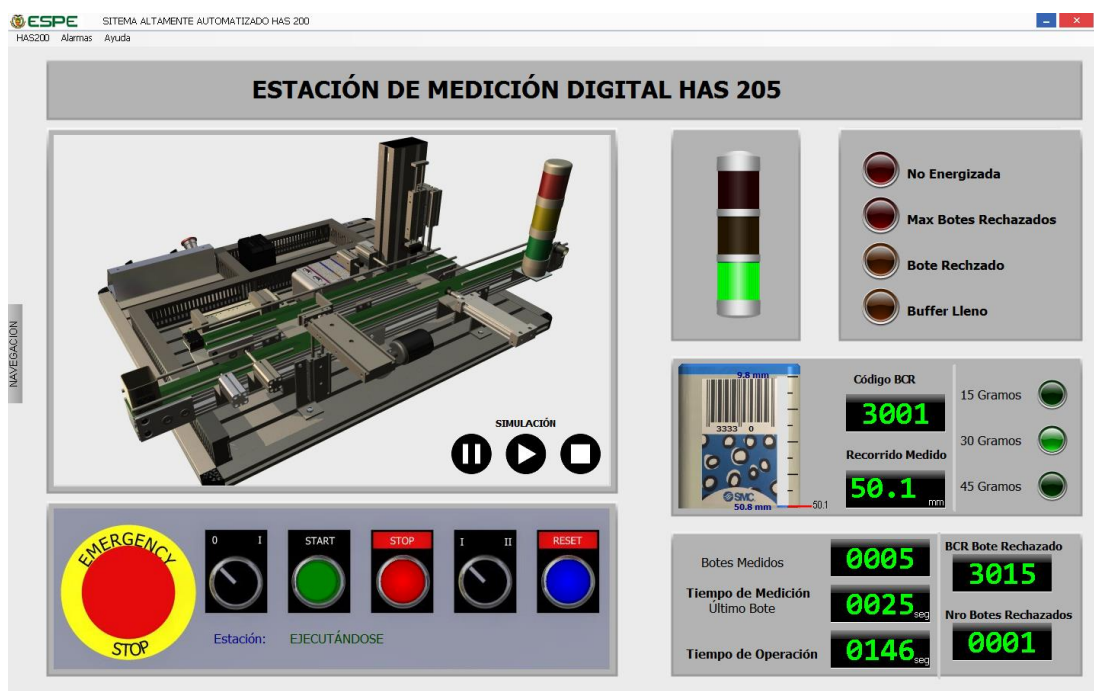 ESPE SITEMA ALTAMENTE AUTOMATIZADO HAS 200
HAS200 Alarmas Ayuda
ESTACIÓN DE MEDICIÓN DIGITAL HAS 205
NAVEGACIÓN
SIMULACIÓN
No Energizada
Max Botes Rechazados
Bote Rechzado
Buffer Lleno
9.8 mm
3333 0
SMC
50.8 mm
50.1
Código BCR
3001
Recorrido Medido
50.1 mm
15 Gramos
30 Gramos
45 Gramos
EMERGENCY
STOP
0 I
START
STOP
I II
RESET
Estación: EJECUTÁNDOSE
Botes Medidos 0005
Tiempo de Medición
Último Bote
0025 seg
Tiempo de Operación 0146 seg
BCR Bote Rechazado
3015
Nro Botes Rechazados
0001